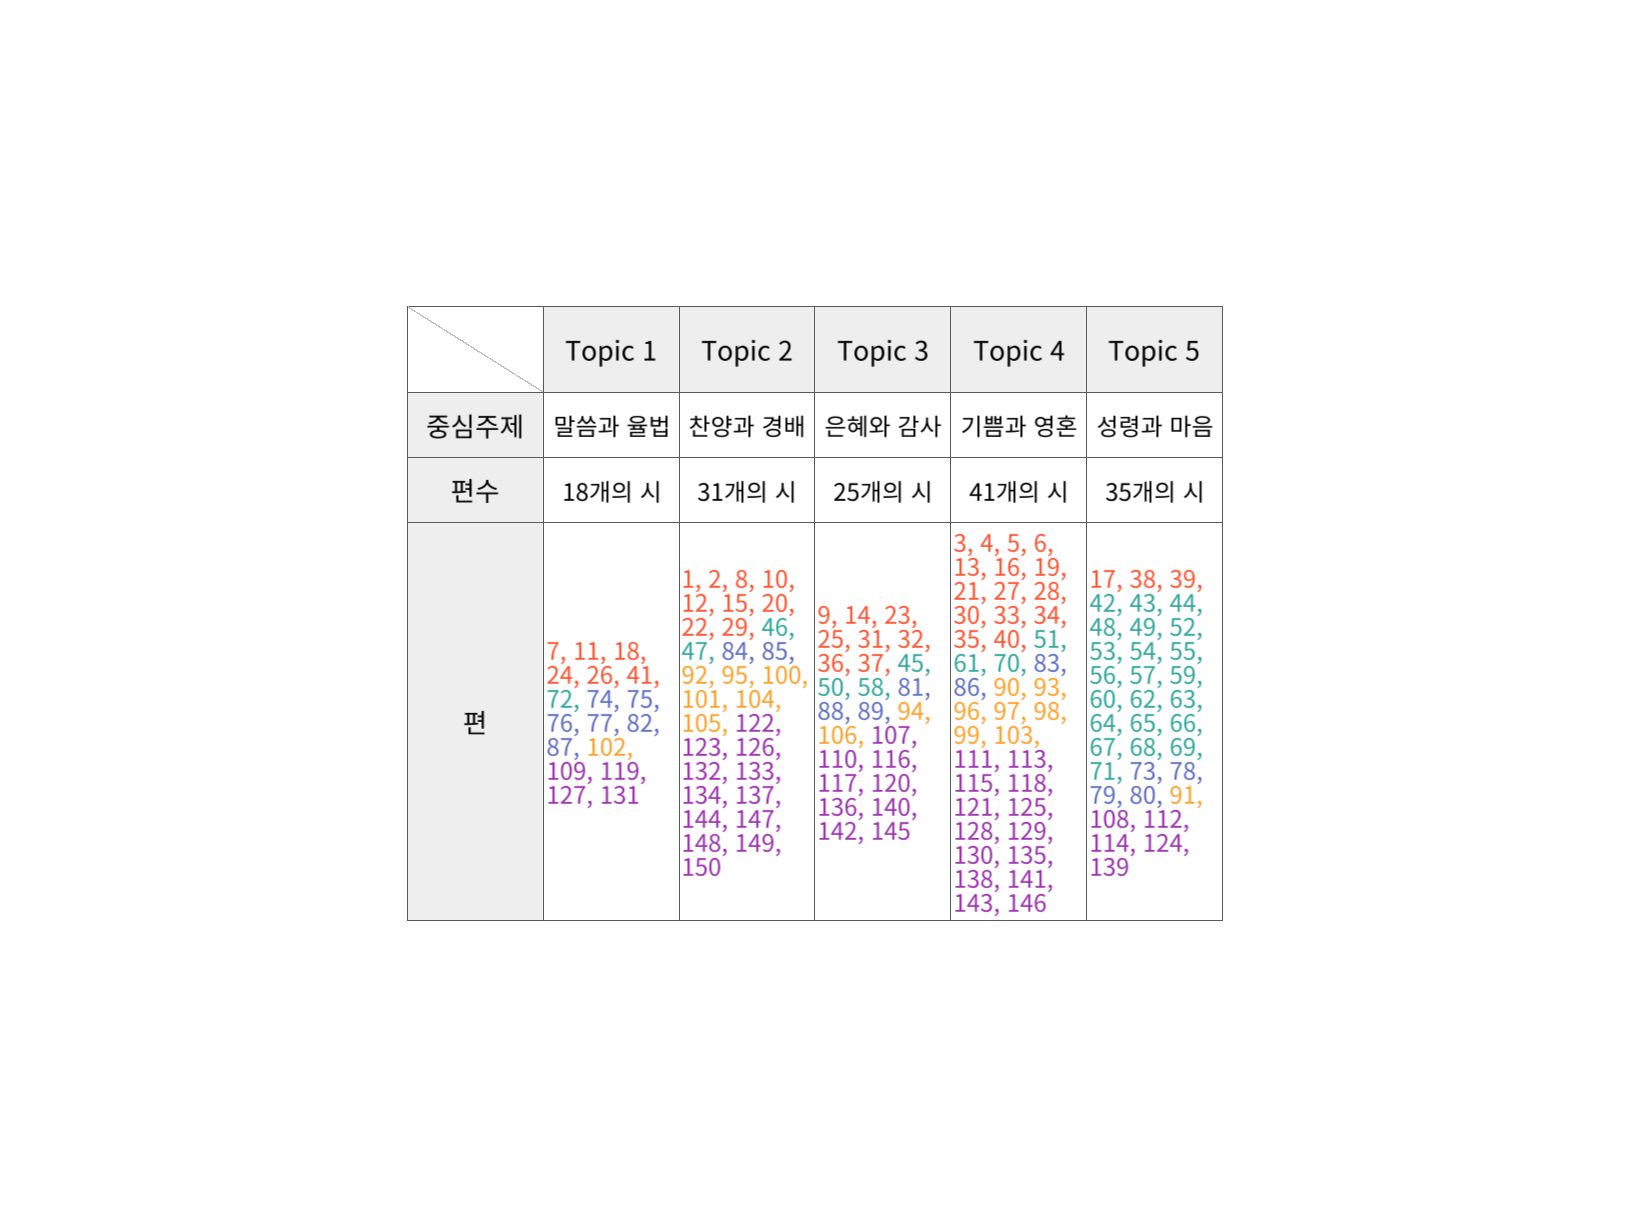 Topic 1 Topic 2 Topic 3 Topic 4 Topic 5
중심주제 말씀과 율법 찬양과 경배 은혜와 감사 기쁨과 영혼 성령과 마음
편수 18개의 시 31개의 시 25개의 시 41개의 시 35개의 시
편
7, 11, 18,
24, 26, 41,
72, 74, 75,
76, 77, 82,
87, 102,
109, 119,
127, 131
1, 2, 8, 10,
12, 15, 20,
22, 29, 46,
47, 84, 85,
92, 95, 100,
101, 104,
105, 122,
123, 126,
132, 133,
134, 137,
144, 147,
148, 149,
150
9, 14, 23,
25, 31, 32,
36, 37, 45,
50, 58, 81,
88, 89, 94,
106, 107,
110, 116,
117, 120,
136, 140,
142, 145
3, 4, 5, 6,
13, 16, 19,
21, 27, 28,
30, 33, 34,
35, 40, 51,
61, 70, 83,
86, 90, 93,
96, 97, 98,
99, 103,
111, 113,
115, 118,
121, 125,
128, 129,
130, 135,
138, 141,
143, 146
17, 38, 39,
42, 43, 44,
48, 49, 52,
53, 54, 55,
56, 57, 59,
60, 62, 63,
64, 65, 66,
67, 68, 69,
71, 73, 78,
79, 80, 91,
108, 112,
114, 124,
139